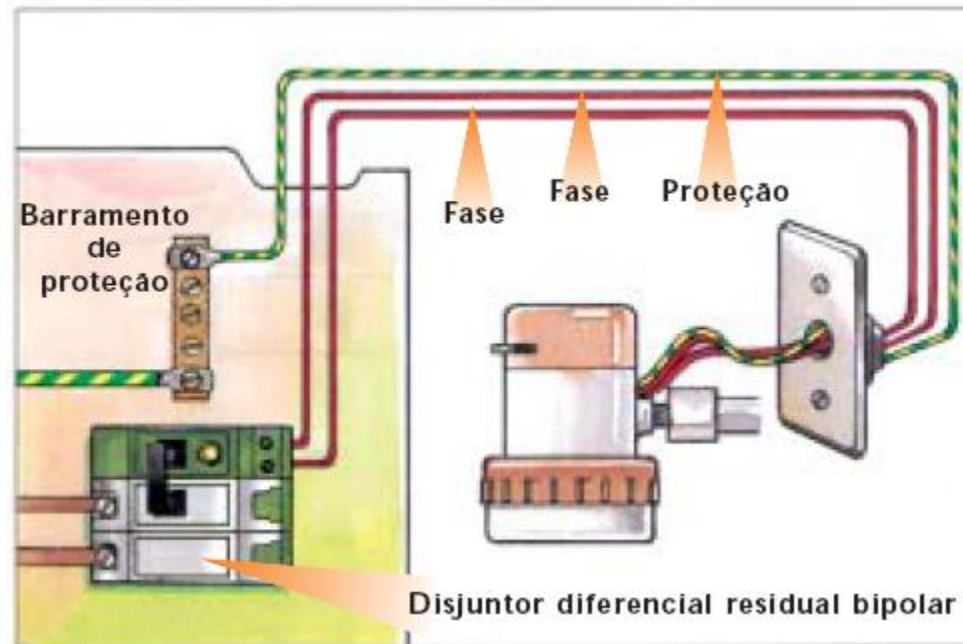 Fase
Fase
Proteção
Barramento
de
proteção
Disjuntor diferencial residual bipolar